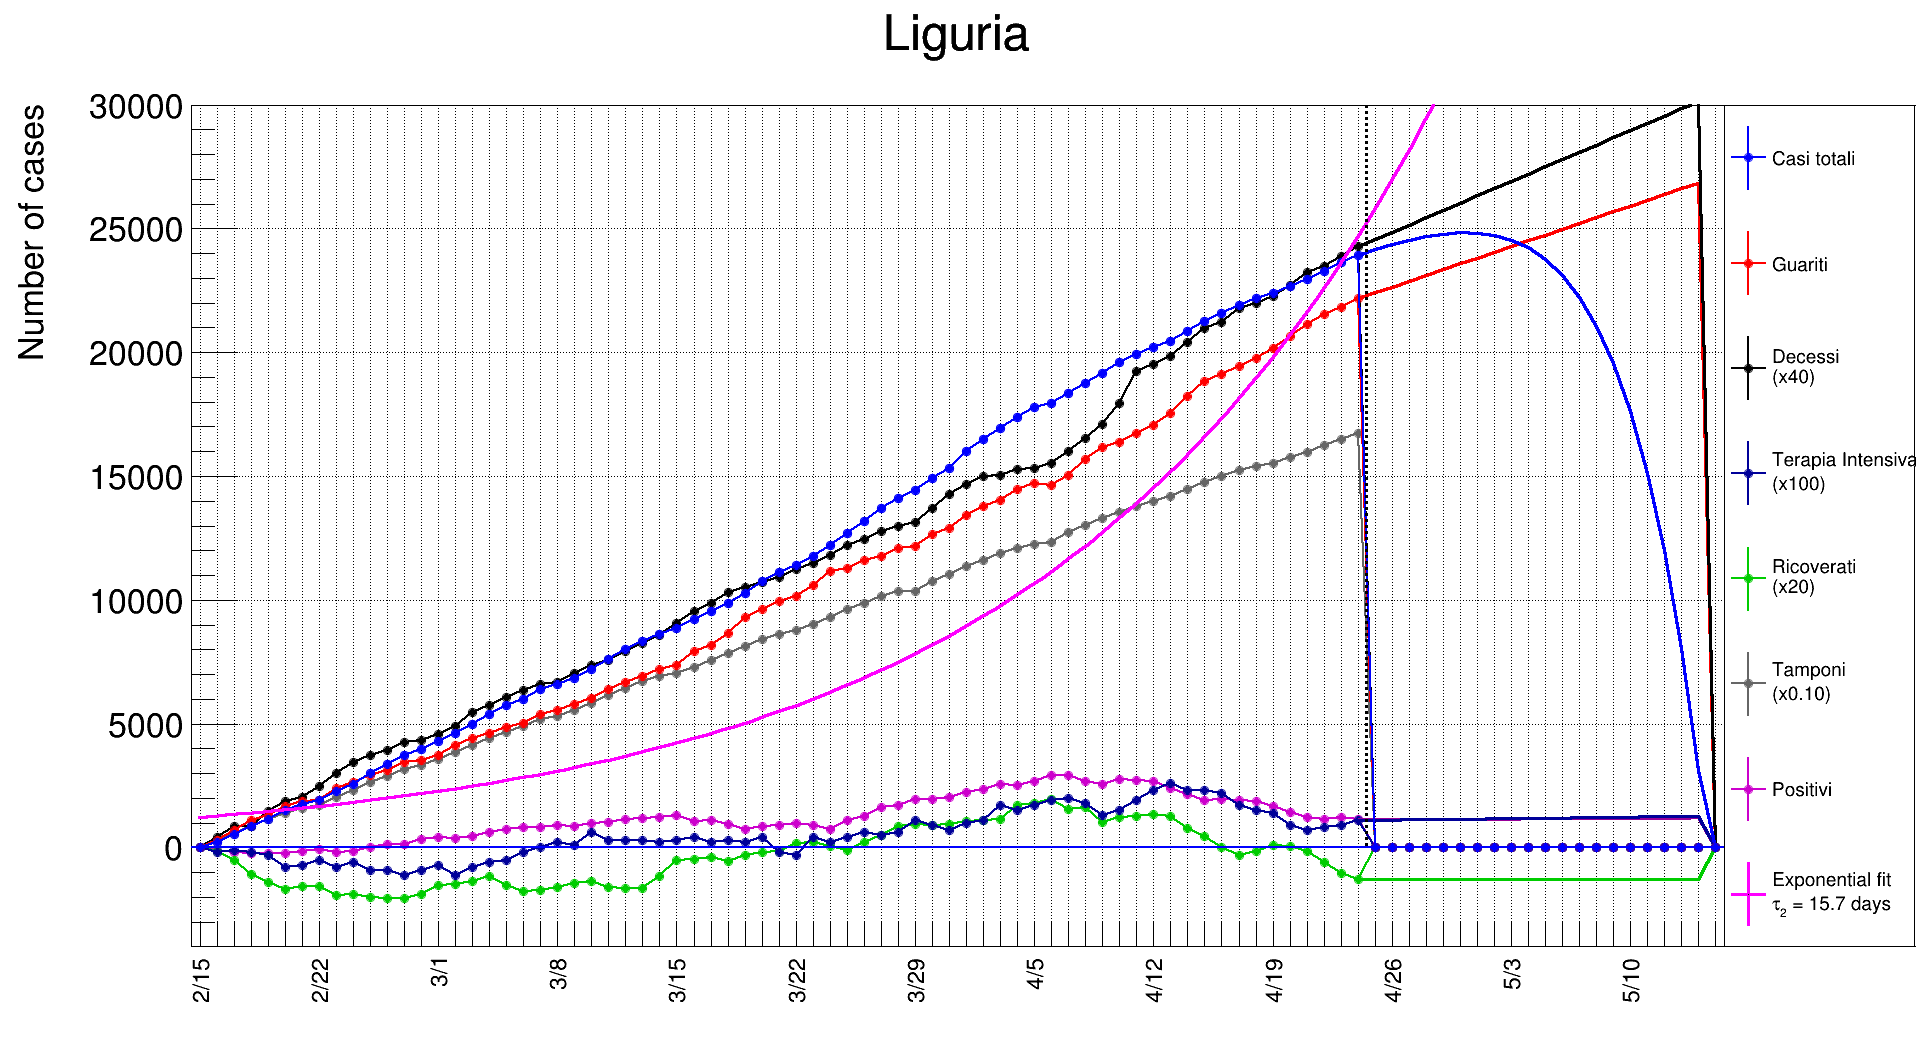 Liguria
Number of cases
30000
25000
20000
15000
10000
5000
0
2/15
2/22
3/1
3/8
3/15
3/22
3/29
4/5
4/12
4/19
4/26
5/3
5/10
Casi totali
Guariti
Decessi
(x40)
Terapia Intensiva
(x100)
Ricoverati
(x20)
Tamponi
(x0.10)
Positivi
Exponential fit
τ2 = 15.7 days